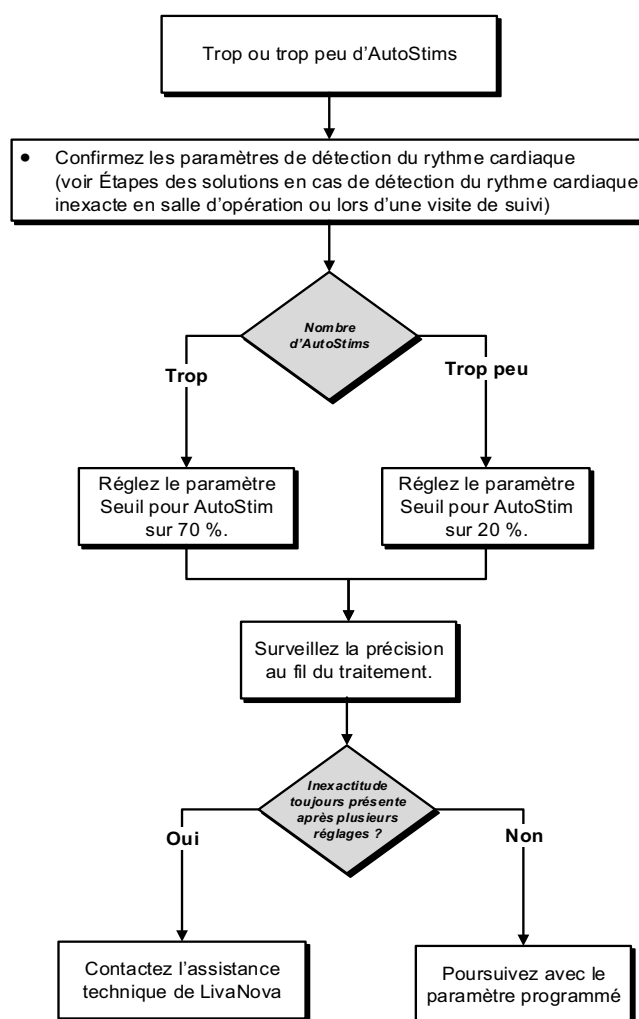 Trop ou trop peu d’AutoStims
• Confirmez les paramètres de détection du rythme cardiaque
(voir Étapes des solutions en cas de détection du rythme cardiaque
inexacte en salle d’opération ou lors d’une visite de suivi)
Nombre
d’AutoStims
Trop
Trop peu
Réglez le paramètre
Seuil pour AutoStim
sur 70 %.
Réglez le paramètre
Seuil pour AutoStim
sur 20 %.
Surveillez la précision
au fil du traitement.
Inexactitude
toujours présente
après plusieurs
réglages ?
Oui
Non
Contactez l’assistance
technique de LivaNova
Poursuivez avec le
paramètre programmé